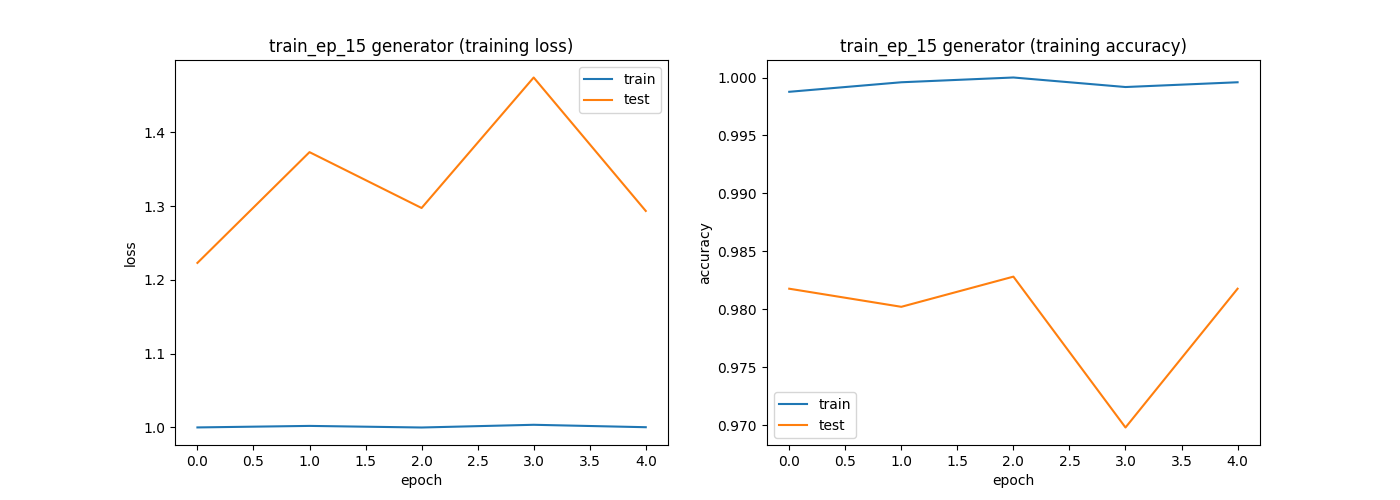 train_ep_15 generator (training loss)
train
test
1.4
1.3
1.2
1.1
1.0
loss
0.0 0.5 1.0 1.5 2.0 2.5 3.0 3.5 4.0
epoch
train_ep_15 generator (training accuracy)
1.000
0.995
0.990
0.985
0.980
0.975
0.970
accuracy
train
test
0.0 0.5 1.0 1.5 2.0 2.5 3.0 3.5 4.0
epoch